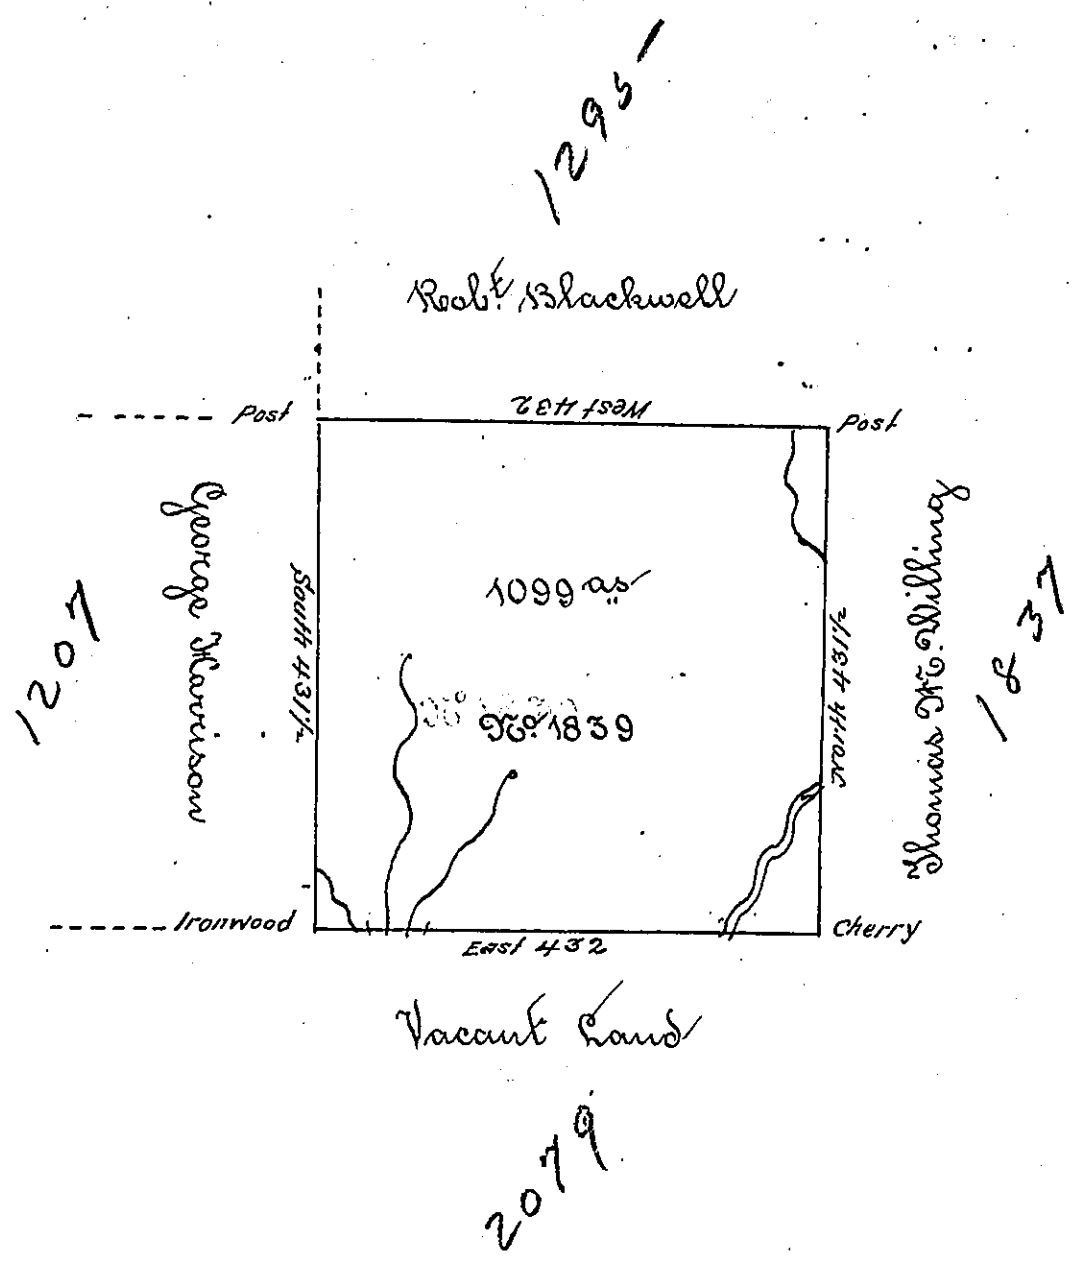 1295
Robt. Blackwell
West 432
Post
Post
George Harrison
1207
South 431½
1099 as
No. 1839
North 431½
Thomas M. Willing
1837
Ironwood
Cherry
East 432
Vacant Land
2079